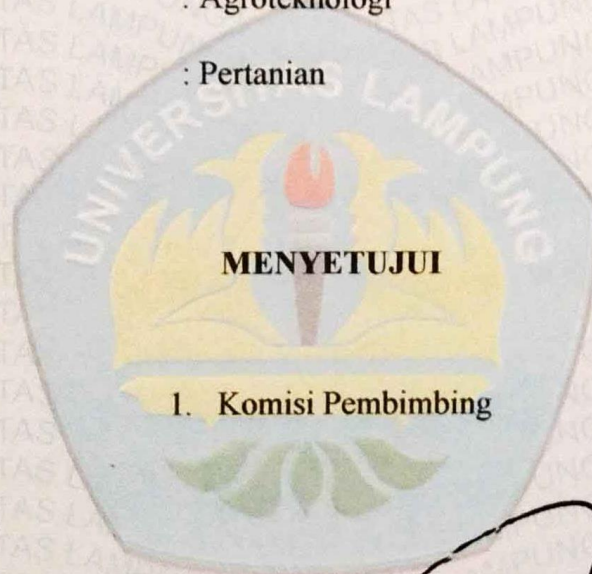 : Agroteknologi
: Pertanian
UNIVERSITAS LAMPUNG
MENYETUJUI
1. Komisi Pembimbing